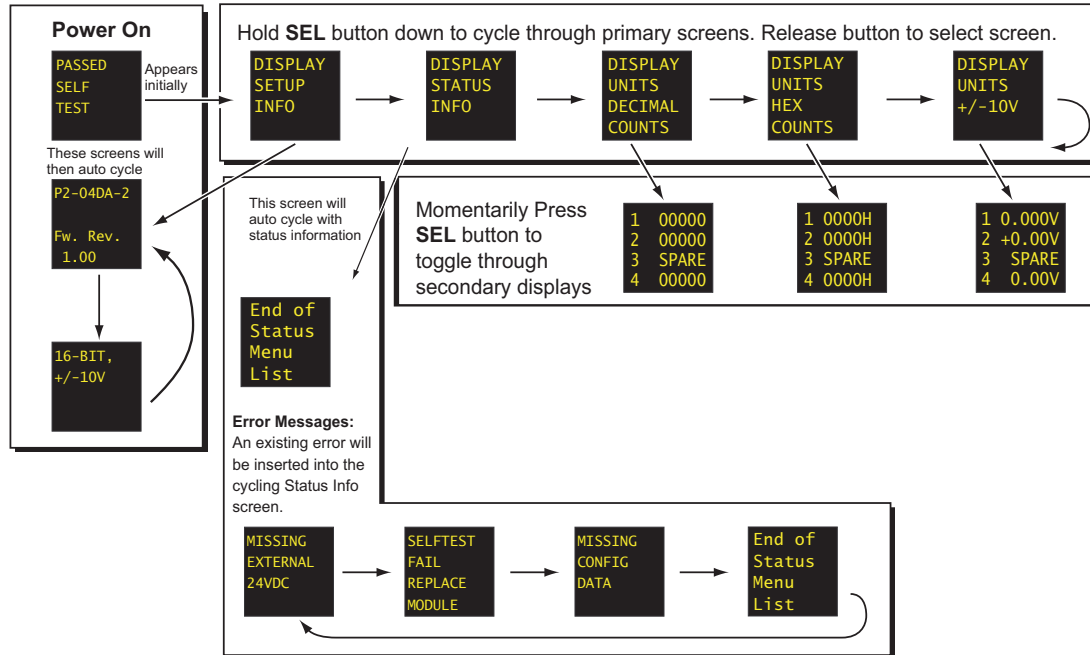 Power On
PASSED
SELF
TEST
Appears
initially
These screens will
then auto cycle
P2-04DA-2
Fw. Rev.
1.00
16-BIT,
+/-10V
Hold SEL button down to cycle through primary screens. Release button to select screen.
DISPLAY
SETUP
INFO
DISPLAY
STATUS
INFO
DISPLAY
UNITS
DECIMAL
COUNTS
DISPLAY
UNITS
HEX
COUNTS
DISPLAY
UNITS
+/-10V
Momentarily Press
SEL button to
toggle through
secondary displays
1 00000
2 00000
3 SPARE
4 00000
1 0000H
2 0000H
3 SPARE
4 0000H
1 0.000V
2 +0.00V
3 SPARE
4 0.00V
This screen will
auto cycle with
status information
End of
Status
Menu
List
Error Messages:
An existing error will
be inserted into the
cycling Status Info
screen.
MISSING
EXTERNAL
24VDC
SELFTEST
FAIL
REPLACE
MODULE
MISSING
CONFIG
DATA
End of
Status
Menu
List